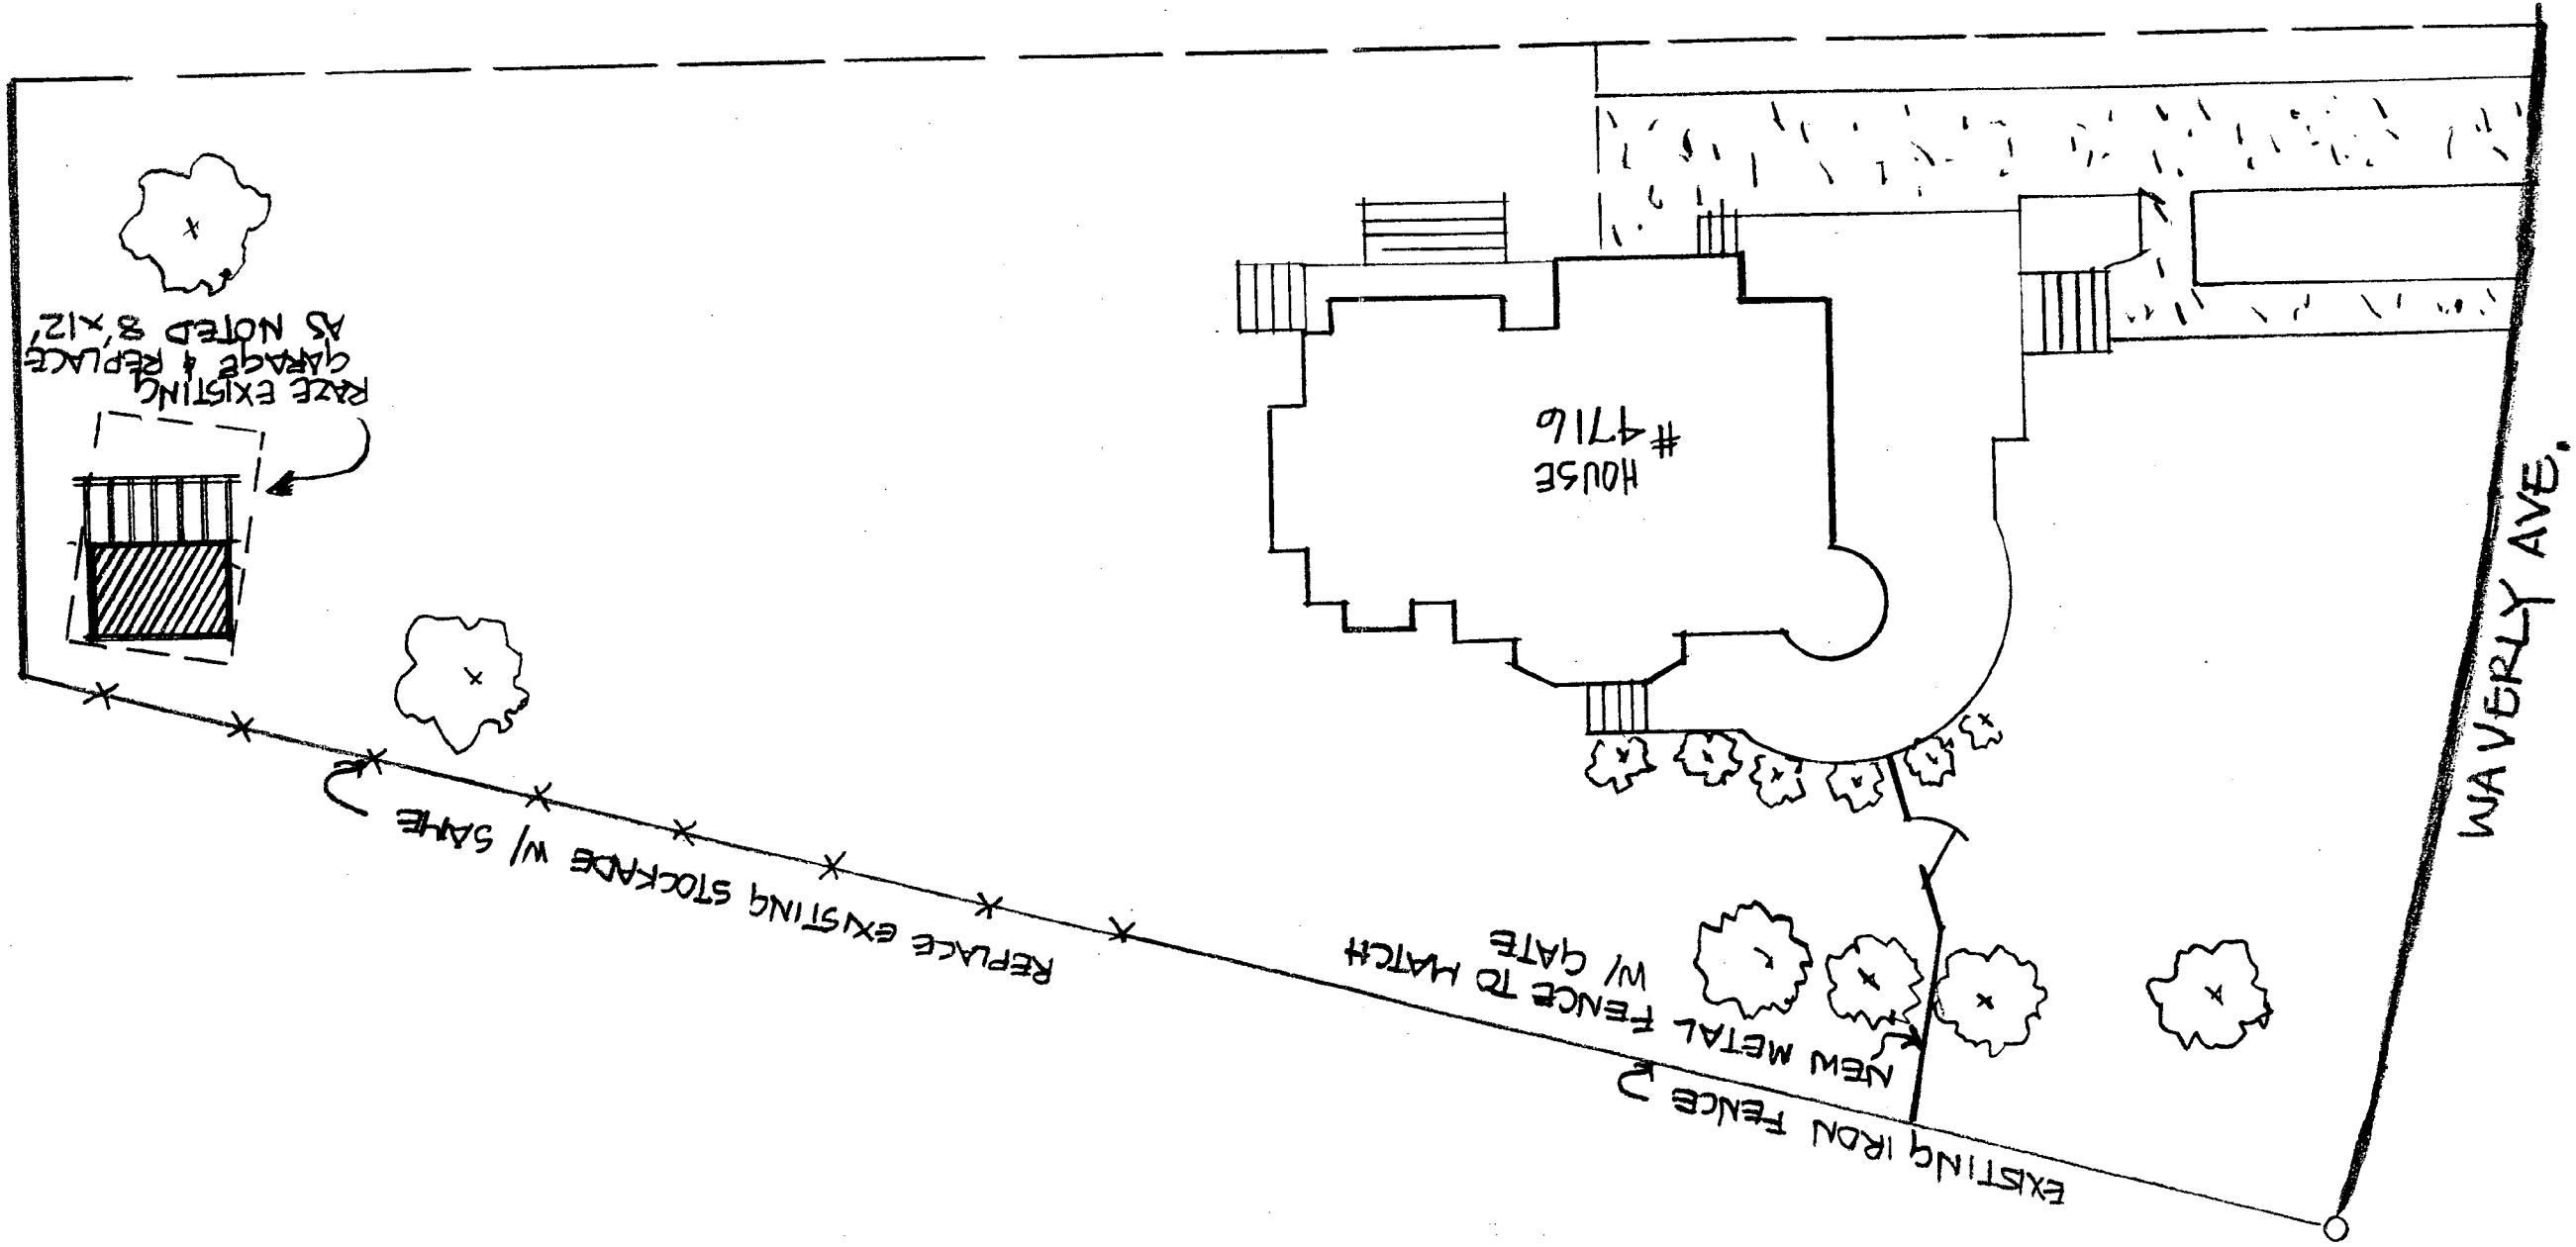 EXISTING IRON FENCE
NEW METAL
FENCE TO MATCH
W/ GATE
REPLACE EXISTING STOCKADE W/ SAME
HOUSE
#4716
RAZE EXISTING
GARAGE & REPLACE
AS NOTED 8'x12'
WAVERLY AVE.